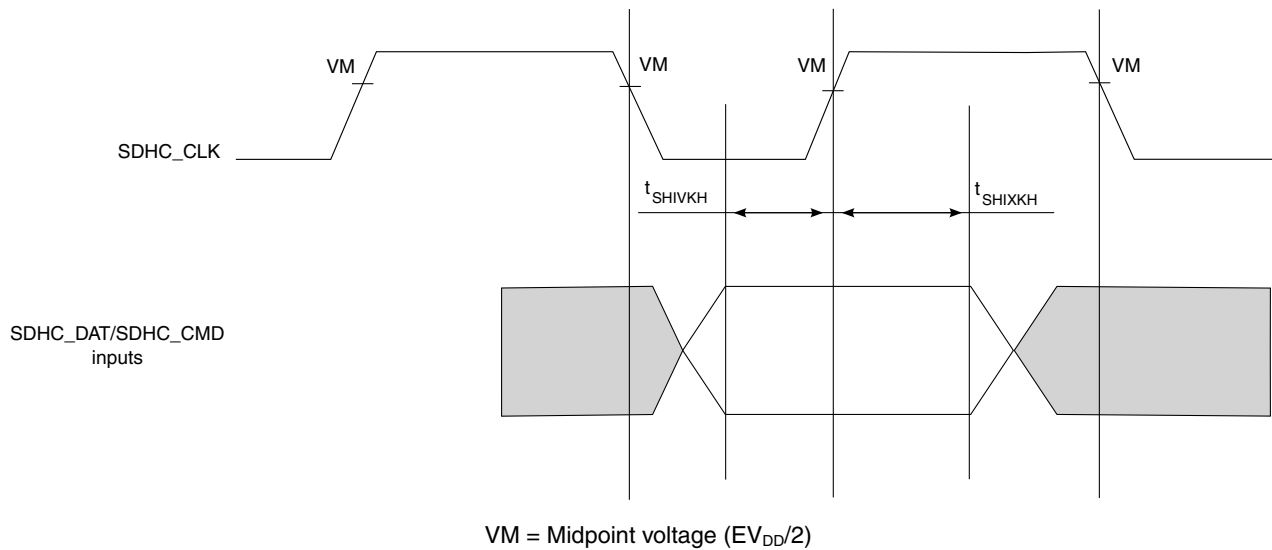 VM VM VM VM
SDHC_CLK
tSHIVKH tSHIXKH
SDHC_DAT/SDHC_CMD
inputs
VM = Midpoint voltage (EVDD/2)